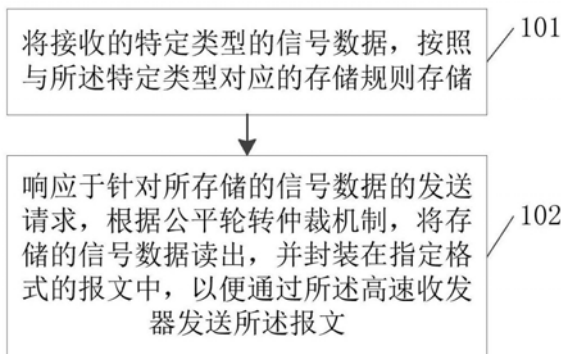 将接收的特定类型的信号数据，按照
与所述特定类型对应的存储规则存储
101
响应于针对所存储的信号数据的发送
请求，根据公平轮转仲裁机制，将存
储的信号数据读出，并封装在指定格
式的报文中，以便通过所述高速收发
器发送所述报文
102